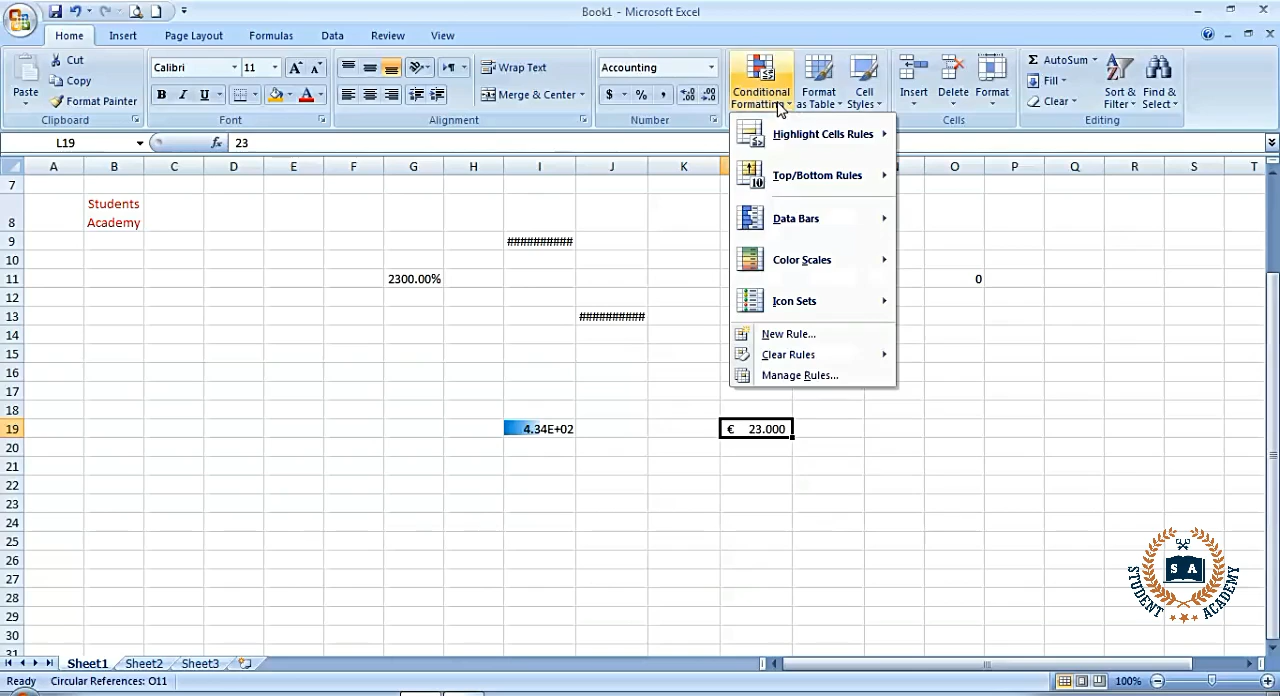 Book1 - Microsoft Excel
Home Insert Page Layout Formulas Data Review View
Paste
Cut
Copy
Format Painter
Clipboard
Calibri 11
B I U
Font
Wrap Text
Merge & Center
Alignment
Accounting
$ % ,
Number
Conditional
Formatting
Format
as Table
Cell
Styles
Insert
Delete
Format
Cells
AutoSum
Fill
Clear
Sort &
Filter
Find &
Select
Editing
L19 fx 23
A B C D E F G H I J K N O P Q R S T
Highlight Cells Rules
Top/Bottom Rules
Data Bars
Color Scales
Icon Sets
New Rule...
Clear Rules
Manage Rules...
7
8 Students
Academy
9 ##########
10
11 2300.00% 0
12
13 ##########
14
15
16
17
18
19 4.34E+02 € 23.000
20
21
22
23
24
25
26
27
28
29
30
31
STUDENT ACADEMY
S A
Sheet1 Sheet2 Sheet3
Ready Circular References: O11 100%